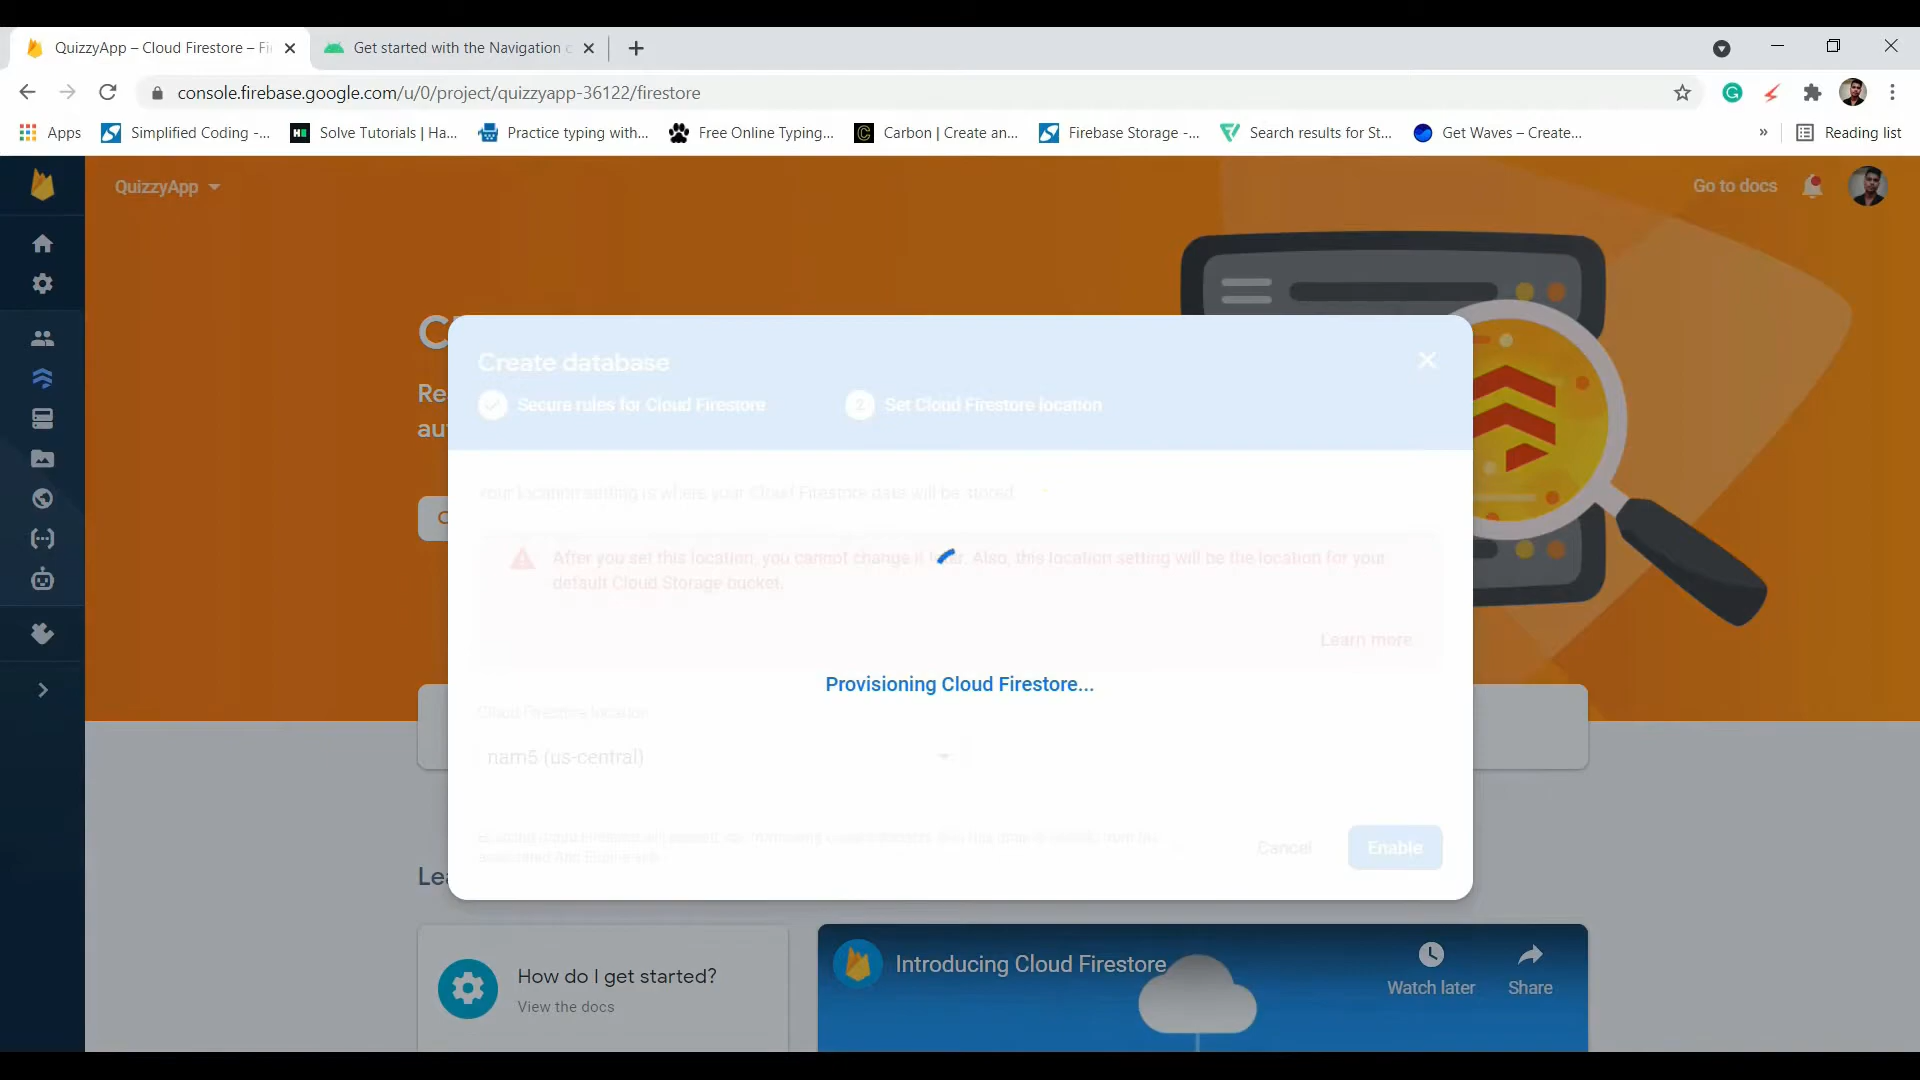 QuizzyApp – Cloud Firestore – Fi
Get started with the Navigation c
console.firebase.google.com/u/0/project/quizzyapp-36122/firestore
Apps
Simplified Coding -...
Solve Tutorials | Ha...
Practice typing with...
Free Online Typing...
Carbon | Create an...
Firebase Storage -...
Search results for St...
Get Waves – Create...
»
Reading list
QuizzyApp
Go to docs
Create database
Secure rules for Cloud Firestore
2 Set Cloud Firestore location
Your location setting is where your Cloud Firestore data will be stored.
After you set this location, you cannot change it later. Also, this location setting will be the location for your
default Cloud Storage bucket.
Learn more
Provisioning Cloud Firestore...
Cloud Firestore location
nam5 (us-central)
Cancel
Enable
How do I get started?
View the docs
Introducing Cloud Firestore
Watch later
Share